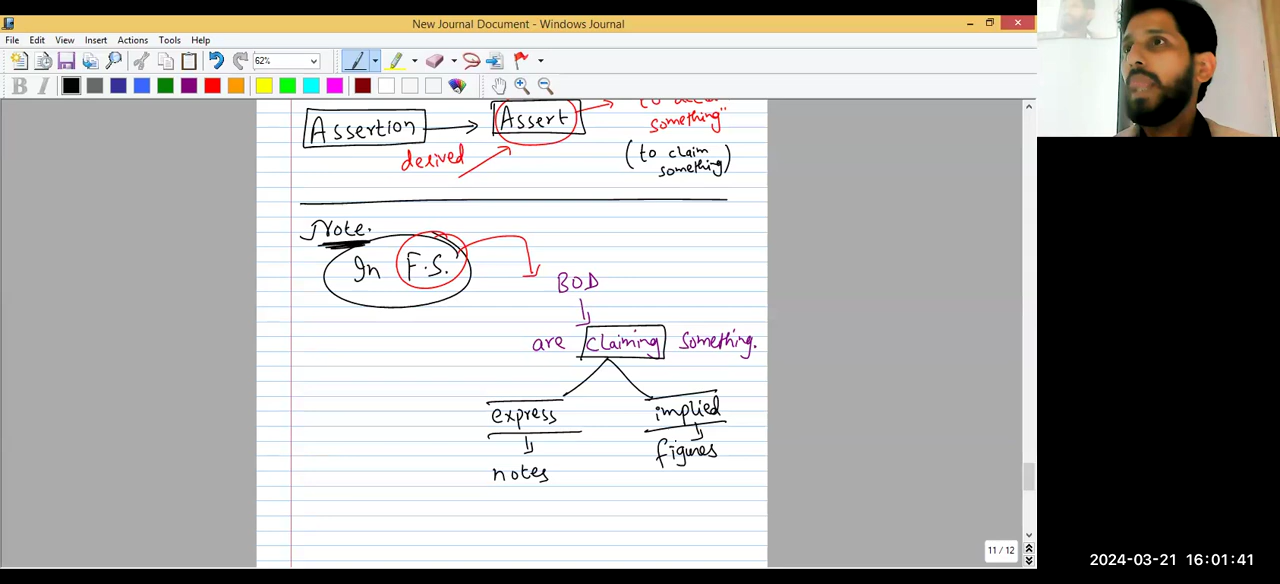 New Journal Document - Windows Journal
File Edit View Insert Actions Tools Help
62%
B I
Assertion Assert
something"
derived
(to claim
something)
Note.
In F.S.
BOD
are claiming something.
express implied
notes figures
11 / 12
2024-03-21 16:01:41